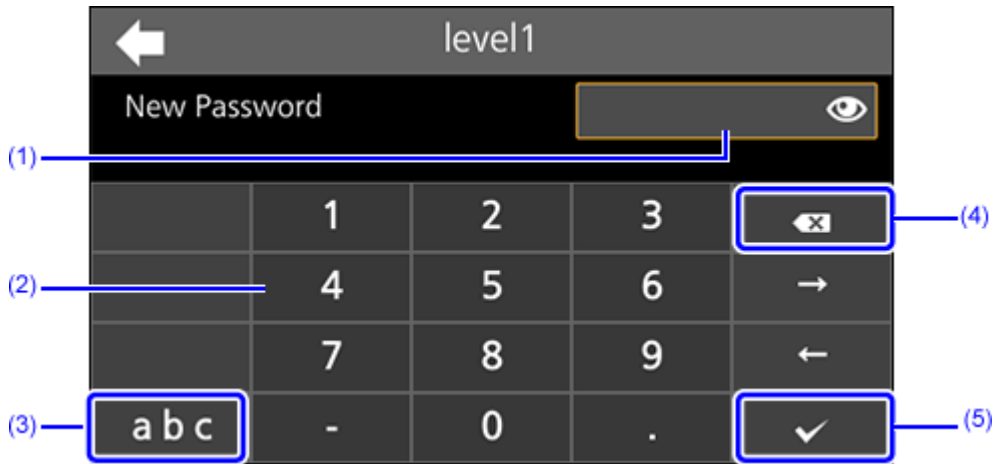 level1
New Password
(1)
1 2 3 (4)
(2) 4 5 6 →
7 8 9 ←
(3) a b c - 0 . (5)